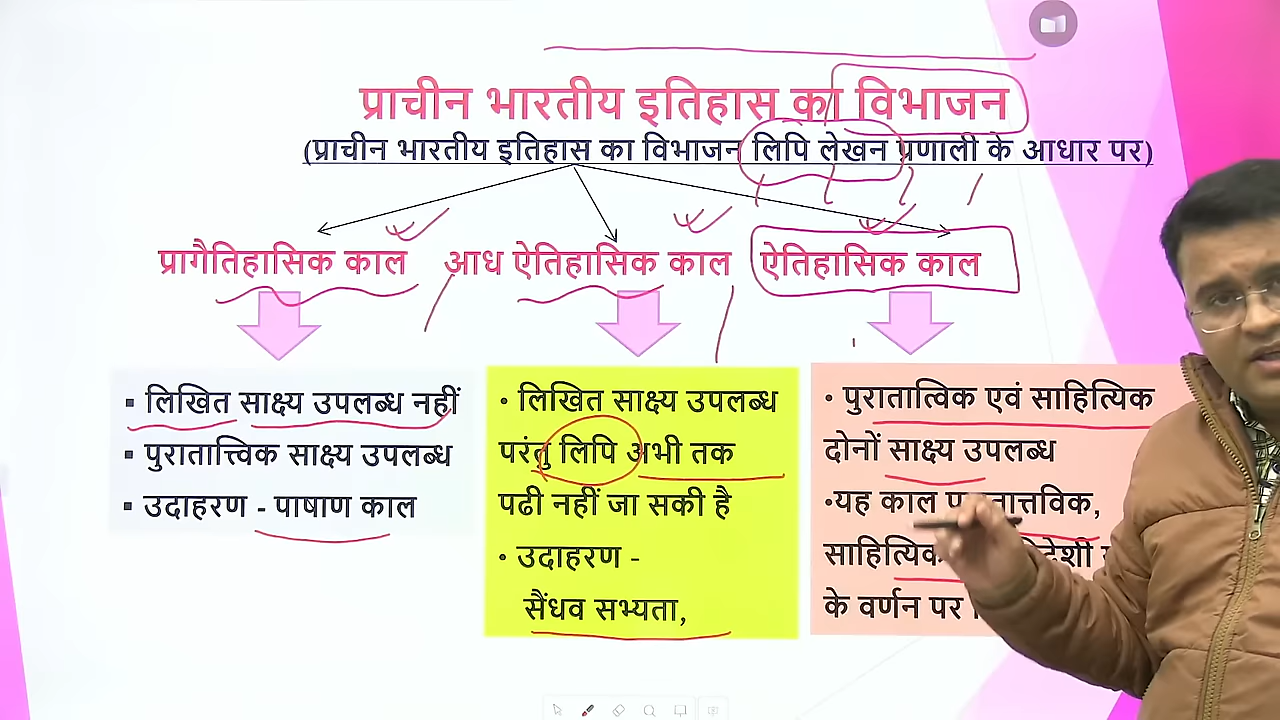 प्राचीन भारतीय इतिहास का विभाजन
(प्राचीन भारतीय इतिहास का विभाजन लिपि लेखन प्रणाली के आधार पर)
प्रागैतिहासिक काल
आध ऐतिहासिक काल
ऐतिहासिक काल
▪ लिखित साक्ष्य उपलब्ध नहीं
▪ पुरातात्त्विक साक्ष्य उपलब्ध
▪ उदाहरण - पाषाण काल
• लिखित साक्ष्य उपलब्ध
परंतु लिपि अभी तक
पढी नहीं जा सकी है
• उदाहरण -
सैंधव सभ्यता,
• पुरातात्विक एवं साहित्यिक
दोनों साक्ष्य उपलब्ध
•यह काल
साहित्यिक
के वर्णन पर